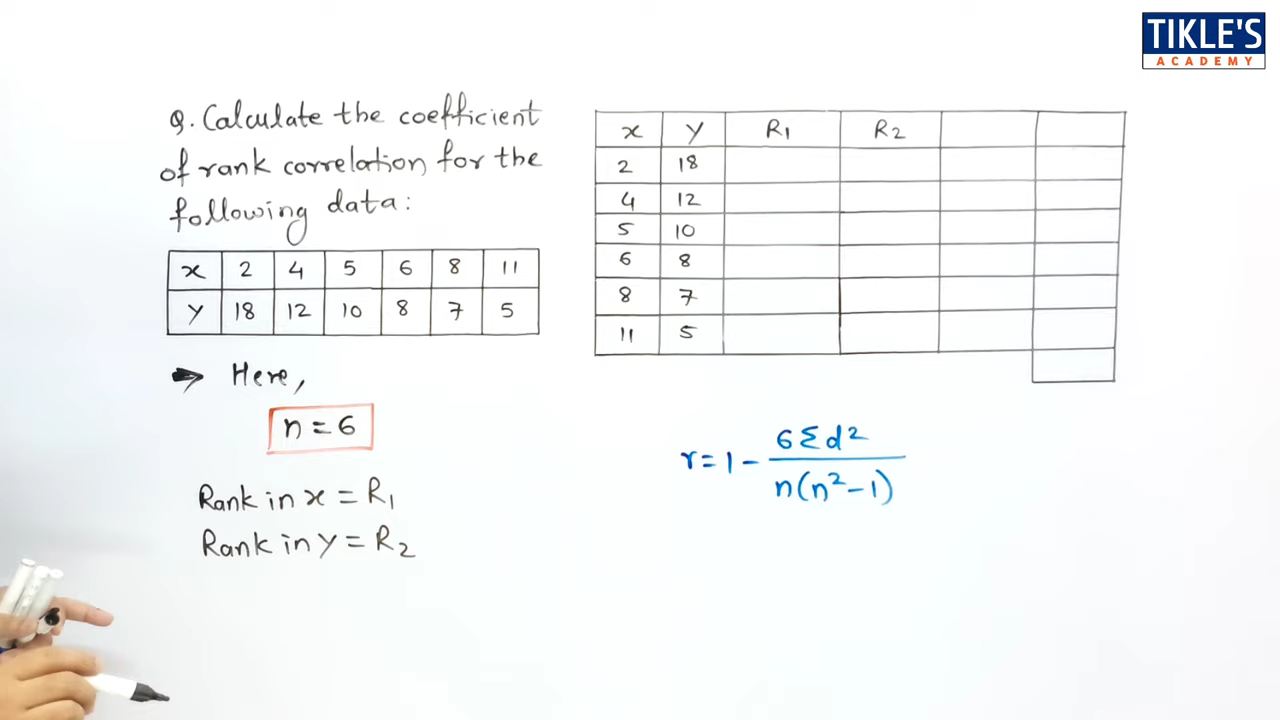 TIKLE'S
ACADEMY
Q. Calculate the coefficient
of rank correlation for the
following data:
x 2 4 5 6 8 11
y 18 12 10 8 7 5
→ Here,
n = 6
Rank in x = R₁
Rank in y = R₂
x y R₁ R₂
2 18
4 12
5 10
6 8
8 7
11 5
r = 1 - 6Σd² / n(n² - 1)